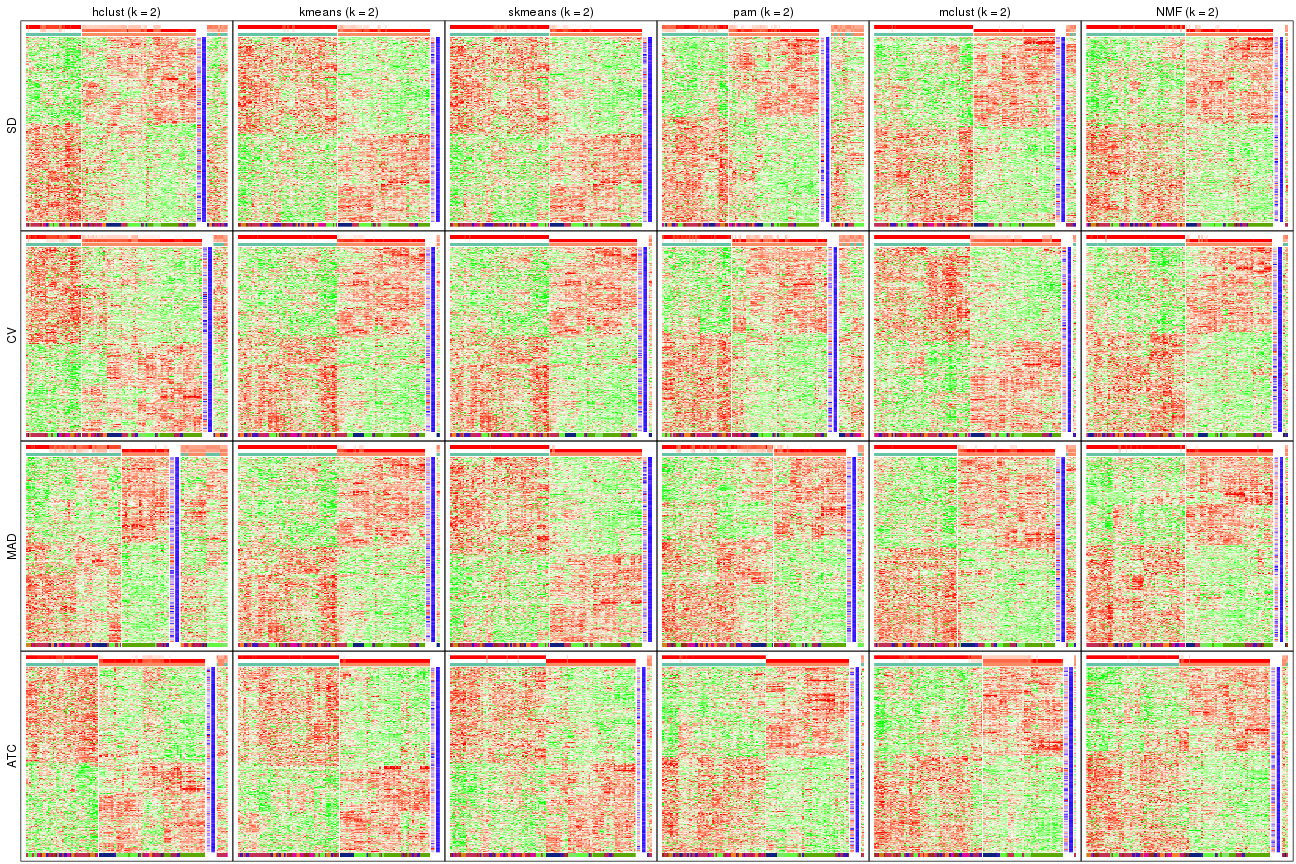 hclust (k = 2) kmeans (k = 2) skmeans (k = 2) pam (k = 2) mclust (k = 2) NMF (k = 2)
SD
CV
MAD
ATC